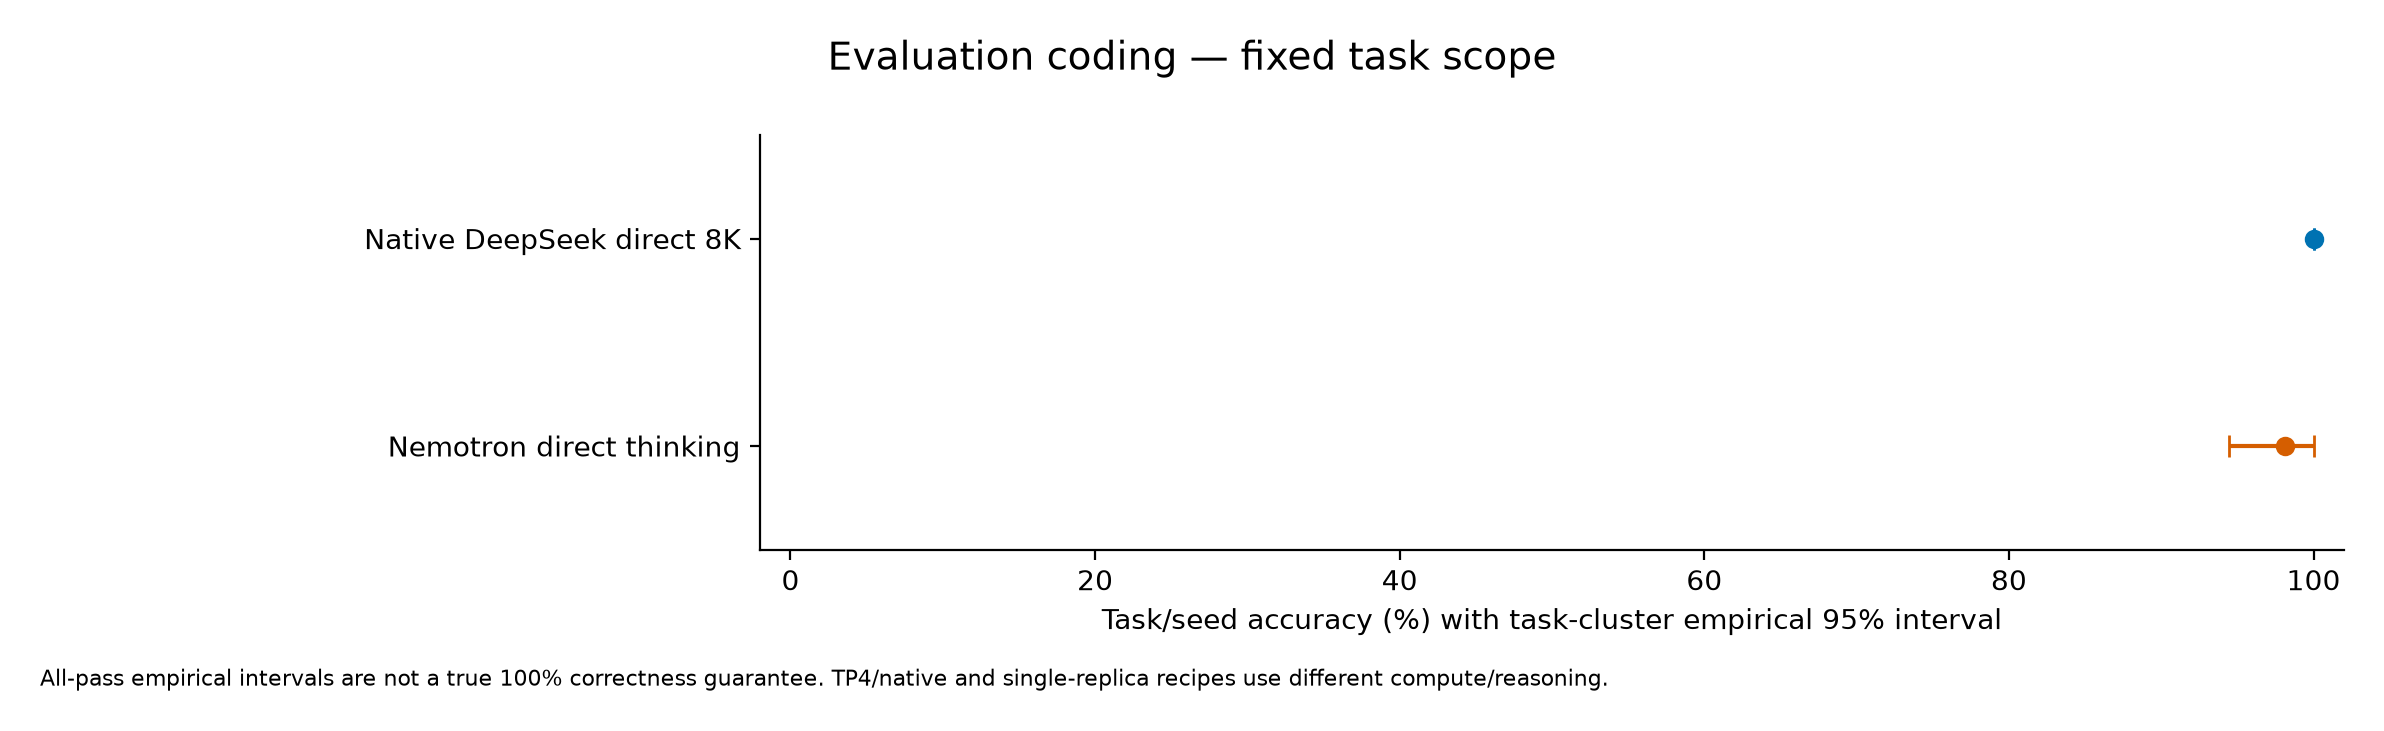 Evaluation coding — fixed task scope
Native DeepSeek direct 8K
Nemotron direct thinking
0 20 40 60 80 100
Task/seed accuracy (%) with task-cluster empirical 95% interval
All-pass empirical intervals are not a true 100% correctness guarantee. TP4/native and single-replica recipes use different compute/reasoning.